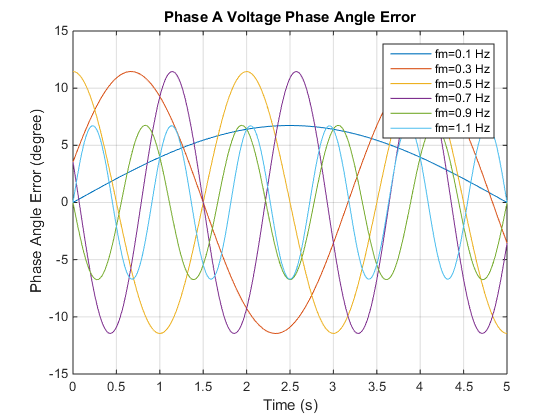 Phase A Voltage Phase Angle Error
15
10
5
0
-5
-10
-15
Phase Angle Error (degree)
fm=0.1 Hz
fm=0.3 Hz
fm=0.5 Hz
fm=0.7 Hz
fm=0.9 Hz
fm=1.1 Hz
0 0.5 1 1.5 2 2.5 3 3.5 4 4.5 5
Time (s)